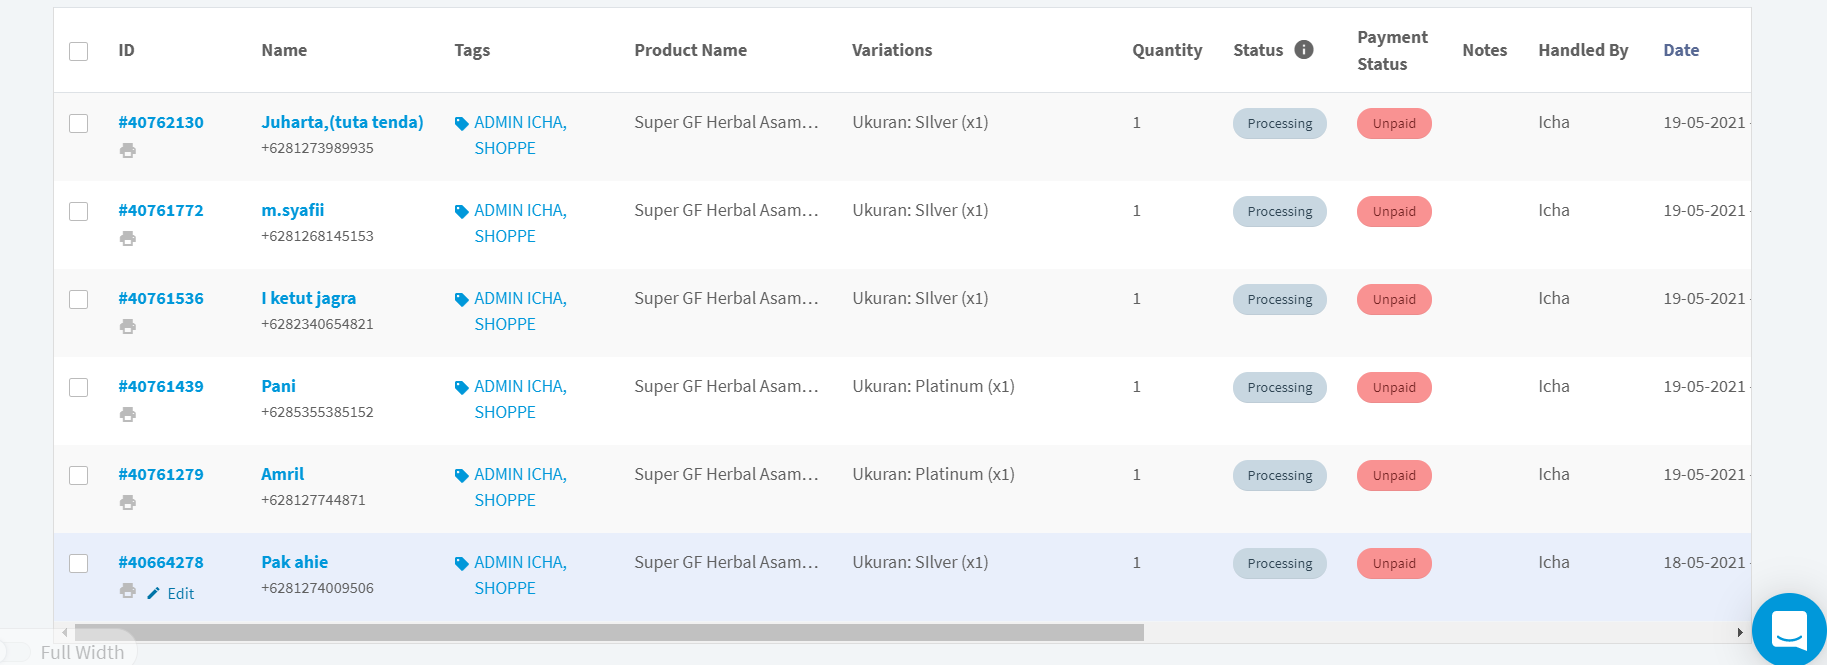 ID Name Tags Product Name Variations Quantity Status Payment Status Notes Handled By Date
#40762130 Juharta,(tuta tenda) ADMIN ICHA, Super GF Herbal Asam... Ukuran: SIlver (x1) 1 Processing Unpaid Icha 19-05-2021
+6281273989935 SHOPPE
#40761772 m.syafii ADMIN ICHA, Super GF Herbal Asam... Ukuran: SIlver (x1) 1 Processing Unpaid Icha 19-05-2021
+6281268145153 SHOPPE
#40761536 I ketut jagra ADMIN ICHA, Super GF Herbal Asam... Ukuran: SIlver (x1) 1 Processing Unpaid Icha 19-05-2021
+6282340654821 SHOPPE
#40761439 Pani ADMIN ICHA, Super GF Herbal Asam... Ukuran: Platinum (x1) 1 Processing Unpaid Icha 19-05-2021
+6285355385152 SHOPPE
#40761279 Amril ADMIN ICHA, Super GF Herbal Asam... Ukuran: Platinum (x1) 1 Processing Unpaid Icha 19-05-2021
+628127744871 SHOPPE
#40664278 Pak ahie ADMIN ICHA, Super GF Herbal Asam... Ukuran: SIlver (x1) 1 Processing Unpaid Icha 18-05-2021
Edit +6281274009506 SHOPPE
Full Width